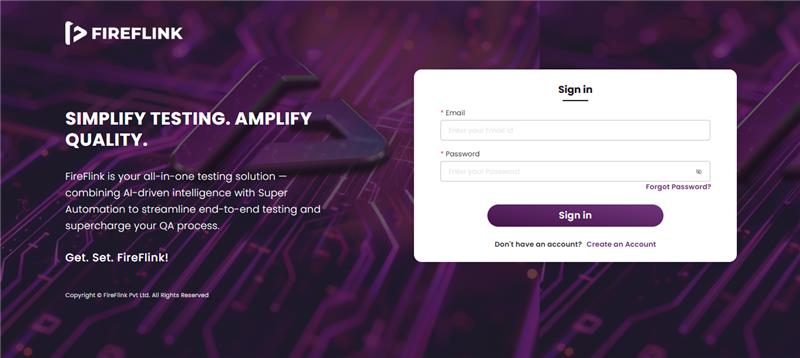 FIREFLINK
SIMPLIFY TESTING. AMPLIFY
QUALITY.
FireFlink is your all-in-one testing solution —
combining AI-driven intelligence with Super
Automation to streamline end-to-end testing and
supercharge your QA process.
Get. Set. FireFlink!
Copyright © FireFlink Pvt Ltd. All Rights Reserved
Sign in
* Email
Enter your Email Id
* Password
Enter your Password
Forgot Password?
Sign in
Don't have an account? Create an Account